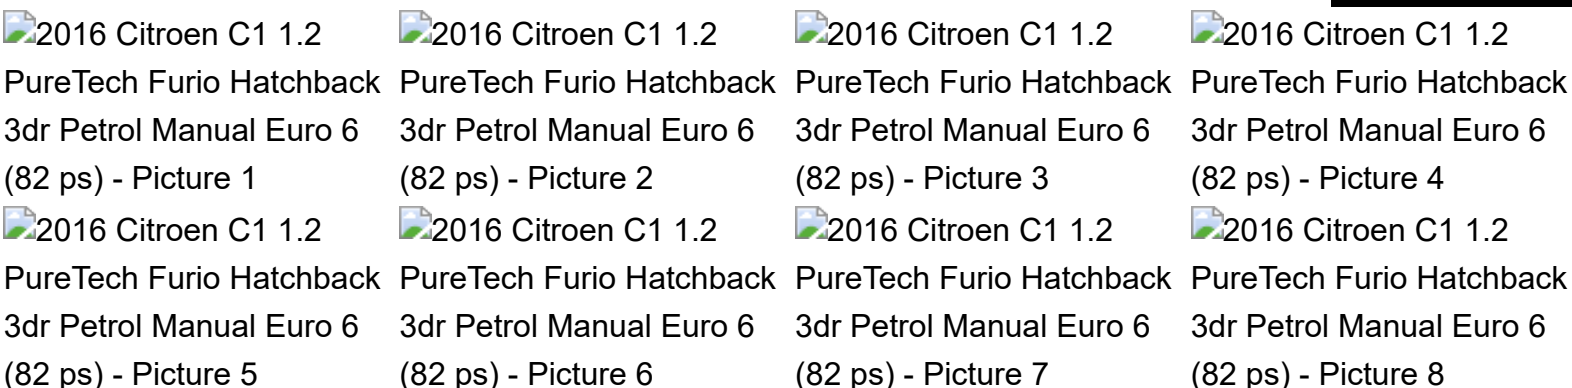 2016 Citroen C1 1.2
PureTech Furio Hatchback
3dr Petrol Manual Euro 6
(82 ps) - Picture 1
2016 Citroen C1 1.2
PureTech Furio Hatchback
3dr Petrol Manual Euro 6
(82 ps) - Picture 2
2016 Citroen C1 1.2
PureTech Furio Hatchback
3dr Petrol Manual Euro 6
(82 ps) - Picture 3
2016 Citroen C1 1.2
PureTech Furio Hatchback
3dr Petrol Manual Euro 6
(82 ps) - Picture 4
2016 Citroen C1 1.2
PureTech Furio Hatchback
3dr Petrol Manual Euro 6
(82 ps) - Picture 5
2016 Citroen C1 1.2
PureTech Furio Hatchback
3dr Petrol Manual Euro 6
(82 ps) - Picture 6
2016 Citroen C1 1.2
PureTech Furio Hatchback
3dr Petrol Manual Euro 6
(82 ps) - Picture 7
2016 Citroen C1 1.2
PureTech Furio Hatchback
3dr Petrol Manual Euro 6
(82 ps) - Picture 8